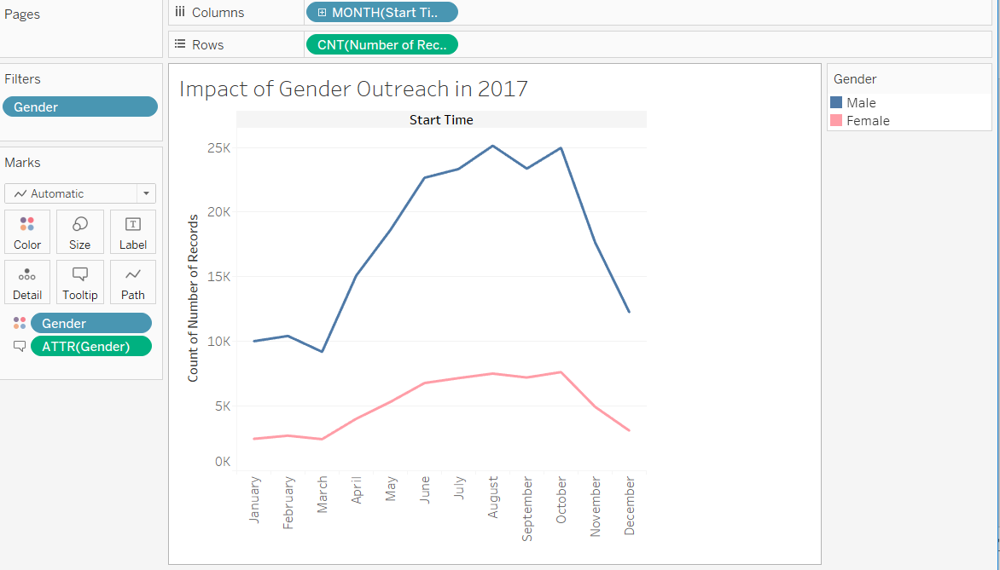 Pages
Columns
MONTH(Start Ti..
Rows
CNT(Number of Rec..
Filters
Gender
Marks
Automatic
Color
Size
Label
Detail
Tooltip
Path
Gender
ATTR(Gender)
Impact of Gender Outreach in 2017
Start Time
Count of Number of Records
25K
20K
15K
10K
5K
0K
January
February
March
April
May
June
July
August
September
October
November
December
Gender
Male
Female